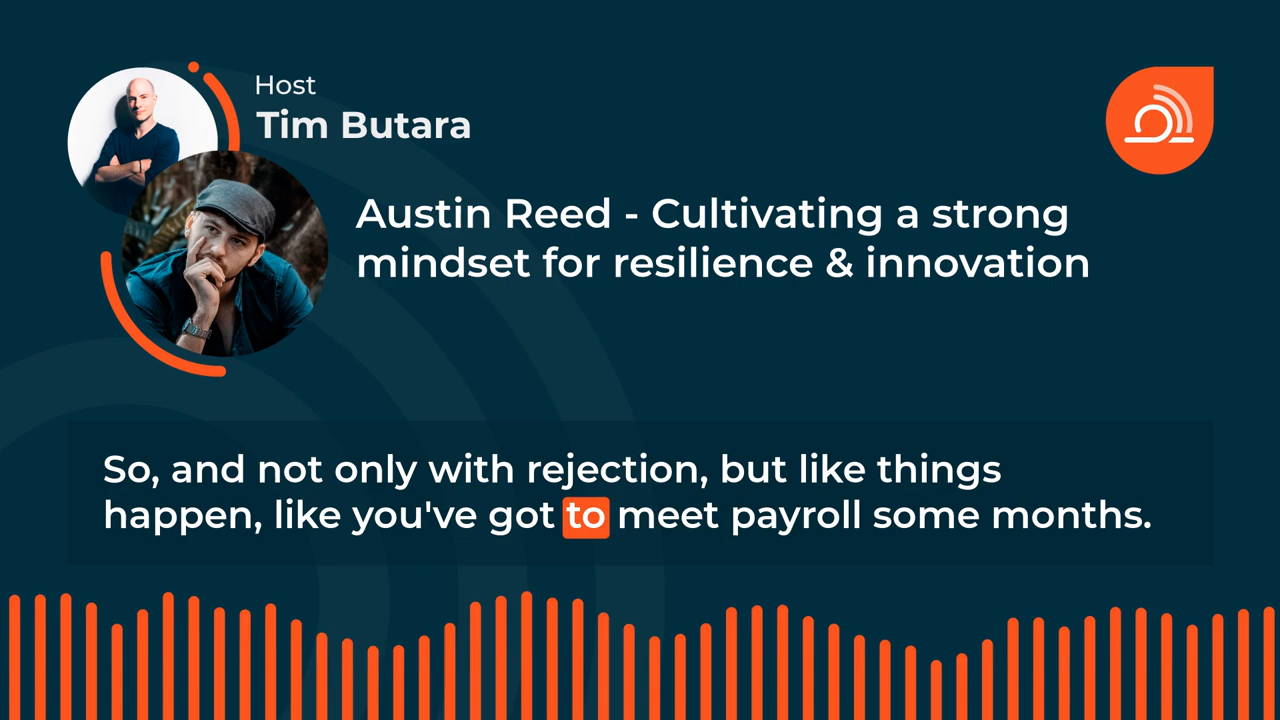 Host
Tim Butara
Austin Reed - Cultivating a strong
mindset for resilience & innovation
So, and not only with rejection, but like things
happen, like you've got to meet payroll some months.